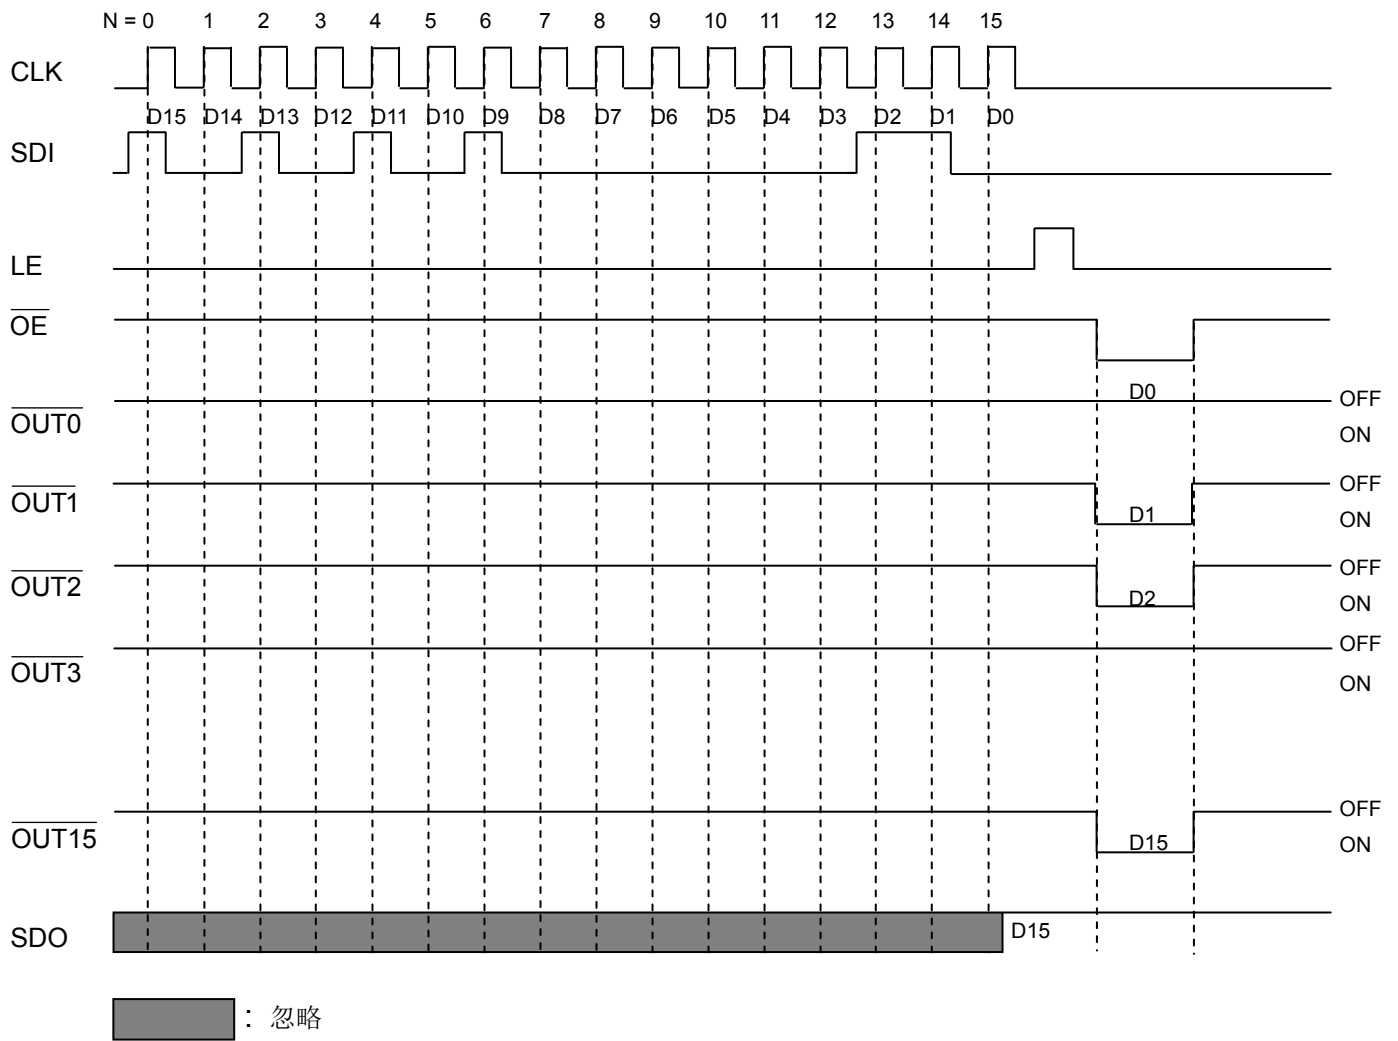 N = 0 1 2 3 4 5 6 7 8 9 10 11 12 13 14 15
CLK
D15 D14 D13 D12 D11 D10 D9 D8 D7 D6 D5 D4 D3 D2 D1 D0
SDI
LE
OE
D0
OFF
OUT0
ON
OFF
OUT1
D1
ON
OFF
OUT2
D2
ON
OFF
OUT3
ON
OFF
OUT15
D15
ON
SDO
D15
: 忽略